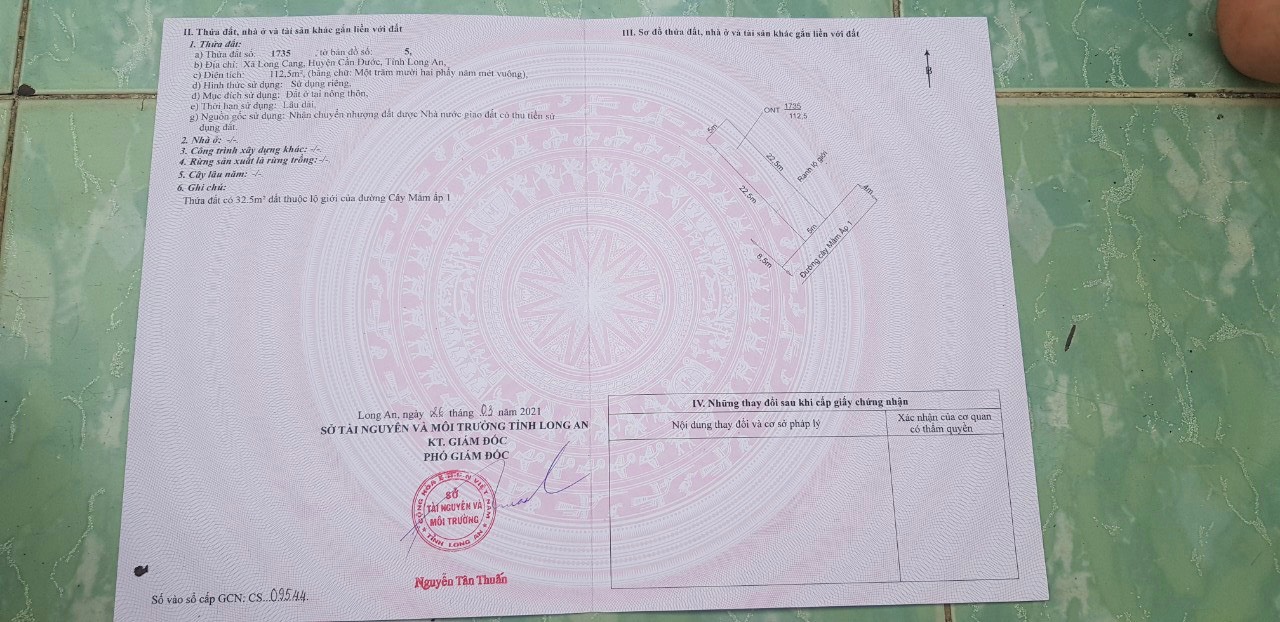 II. Thửa đất, nhà ở và tài sản khác gắn liền với đất
1. Thửa đất:
a) Thửa đất số: 1735 , tờ bản đồ số: 5,
b) Địa chỉ: Xã Long Cang, Huyện Cần Đước, Tỉnh Long An,
c) Diện tích: 112,5m², (bằng chữ: Một trăm mười hai phẩy năm mét vuông),
d) Hình thức sử dụng: Sử dụng riêng,
đ) Mục đích sử dụng: Đất ở tại nông thôn,
e) Thời hạn sử dụng: Lâu dài,
g) Nguồn gốc sử dụng: Nhận chuyển nhượng đất được Nhà nước giao đất có thu tiền sử
dụng đất.
2. Nhà ở: -/-
3. Công trình xây dựng khác: -/-
4. Rừng sản xuất là rừng trồng: -/-
5. Cây lâu năm: -/-
6. Ghi chú:
Thửa đất có 32.5m² đất thuộc lộ giới của đường Cây Mâm ấp 1
Long An, ngày 26 tháng 03 năm 2021
SỞ TÀI NGUYÊN VÀ MÔI TRƯỜNG TỈNH LONG AN
KT. GIÁM ĐỐC
PHÓ GIÁM ĐỐC
CỘNG HÒA X.H.C.N VIỆT NAM
SỞ
TÀI NGUYÊN VÀ
MÔI TRƯỜNG
TỈNH LONG AN
Nguyễn Tân Thuấn
Số vào sổ cấp GCN: CS...09544
III. Sơ đồ thửa đất, nhà ở và tài sản khác gắn liền với đất
B
ONT 1735
112,5
5m
22,5m
Ranh lộ giới
22,5m
4m
5m
Đường cây Mâm Ấp 1
6,5m
IV. Những thay đổi sau khi cấp giấy chứng nhận
Nội dung thay đổi và cơ sở pháp lý
Xác nhận của cơ quan
có thẩm quyền